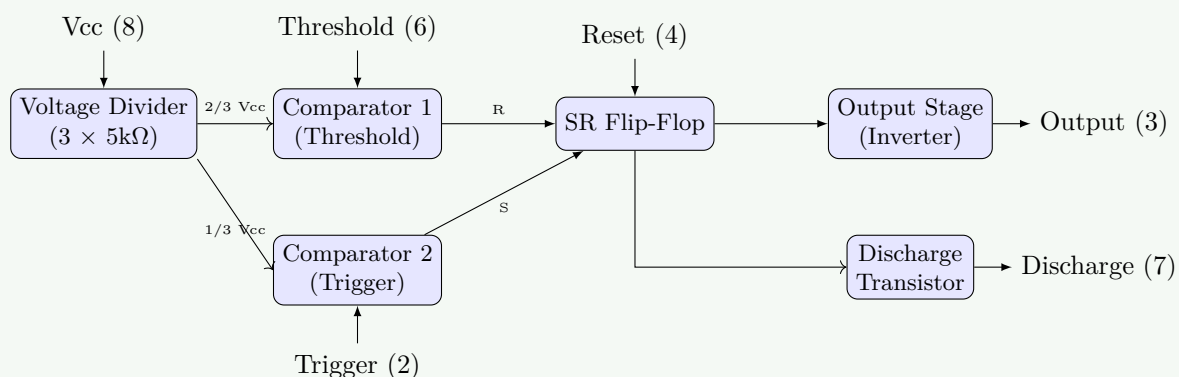 Vcc (8)
Threshold (6)
Reset (4)
Voltage Divider
(3 × 5kΩ)
2/3 Vcc
Comparator 1
(Threshold)
R
SR Flip-Flop
Output Stage
(Inverter)
Output (3)
1/3 Vcc
S
Comparator 2
(Trigger)
Discharge
Transistor
Discharge (7)
Trigger (2)